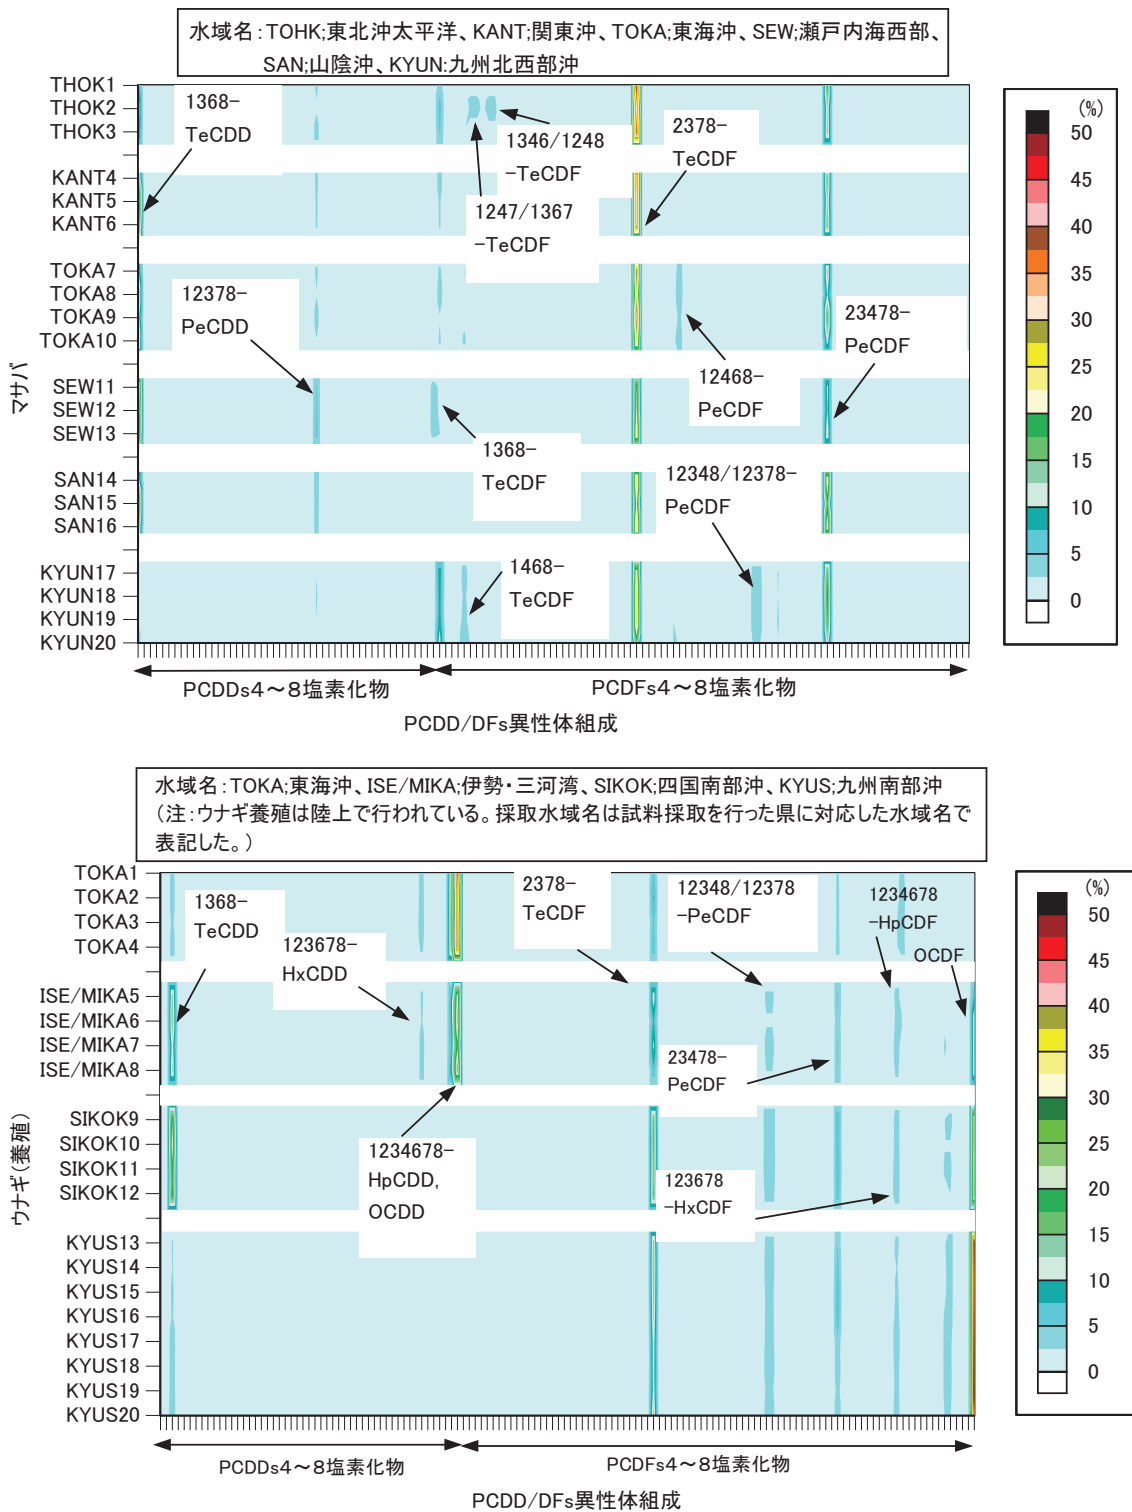 水域名：TOHK;東北沖太平洋、KANT;関東沖、TOKA;東海沖、SEW;瀬戸内海西部、
SAN;山陰沖、KYUN:九州北西部沖
THOK1
THOK2
THOK3
KANT4
KANT5
KANT6
TOKA7
TOKA8
TOKA9
TOKA10
SEW11
SEW12
SEW13
SAN14
SAN15
SAN16
KYUN17
KYUN18
KYUN19
KYUN20
マサバ
1368-
TeCDD
1346/1248
-TeCDF
1247/1367
-TeCDF
2378-
TeCDF
12378-
PeCDD
23478-
PeCDF
12468-
PeCDF
1368-
TeCDF
12348/12378-
PeCDF
1468-
TeCDF
(%)
50
45
40
35
30
25
20
15
10
5
0
PCDDs4～8塩素化物
PCDFs4～8塩素化物
PCDD/DFs異性体組成
水域名：TOKA;東海沖、ISE/MIKA;伊勢・三河湾、SIKOK;四国南部沖、KYUS;九州南部沖
(注：ウナギ養殖は陸上で行われている。採取水域名は試料採取を行った県に対応した水域名で
表記した。)
TOKA1
TOKA2
TOKA3
TOKA4
ISE/MIKA5
ISE/MIKA6
ISE/MIKA7
ISE/MIKA8
SIKOK9
SIKOK10
SIKOK11
SIKOK12
KYUS13
KYUS14
KYUS15
KYUS16
KYUS17
KYUS18
KYUS19
KYUS20
ウナギ(養殖)
1368-
TeCDD
123678-
HxCDD
2378-
TeCDF
12348/12378
-PeCDF
1234678
-HpCDF
OCDF
23478-
PeCDF
1234678-
HpCDD,
OCDD
123678
-HxCDF
(%)
50
45
40
35
30
25
20
15
10
5
0
PCDDs4～8塩素化物
PCDFs4～8塩素化物
PCDD/DFs異性体組成